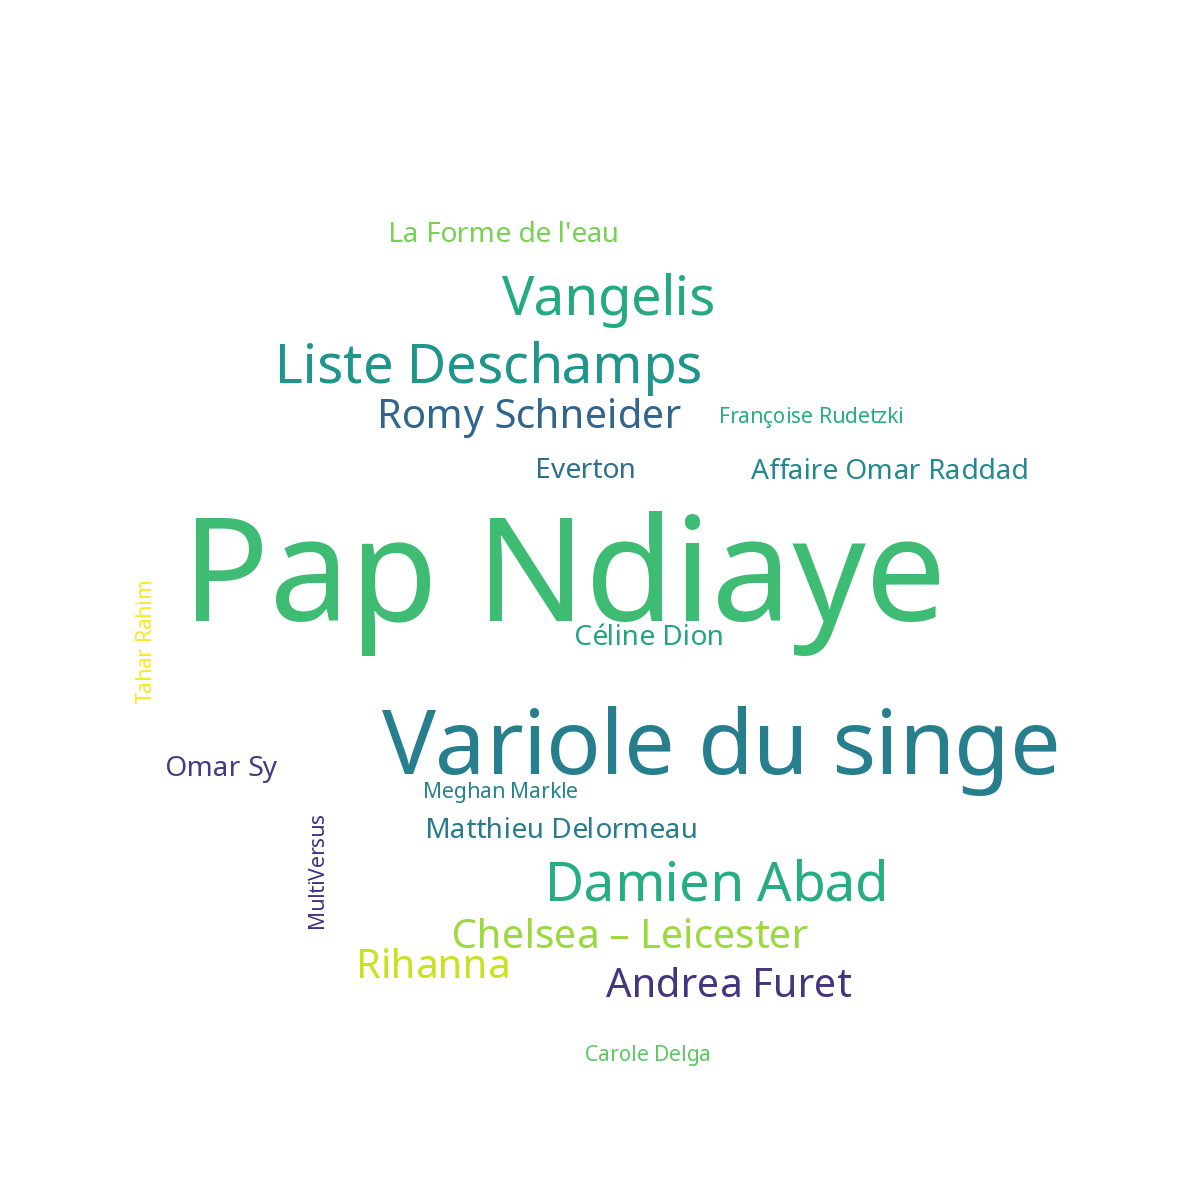 La Forme de l'eau
Vangelis
Liste Deschamps
Romy Schneider
Françoise Rudetzki
Everton
Affaire Omar Raddad
Pap Ndiaye
Céline Dion
Tahar Rahim
Variole du singe
Omar Sy
Meghan Markle
Matthieu Delormeau
MultiVersus
Damien Abad
Chelsea – Leicester
Rihanna
Andrea Furet
Carole Delga